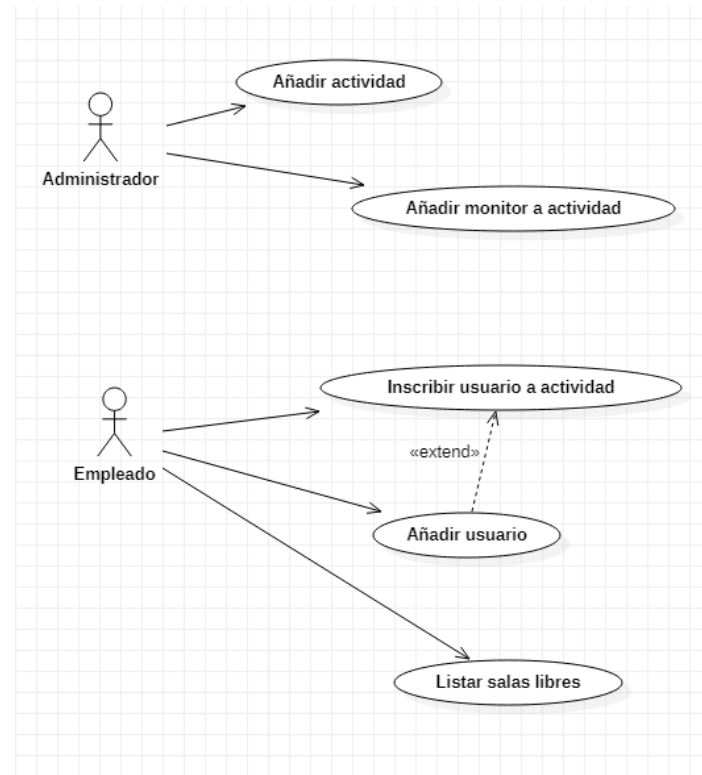 Añadir actividad
Administrador
Añadir monitor a actividad
Inscribir usuario a actividad
«extend»
Empleado
Añadir usuario
Listar salas libres